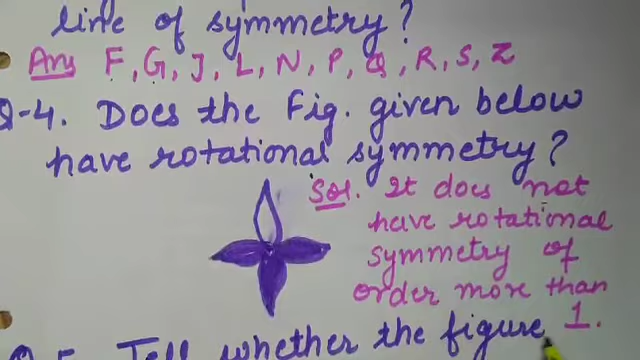 line of symmetry?
Ans F, G, J, L, N, P, Q, R, S, Z
Q-4. Does the Fig. given below
have rotational symmetry?
Sol. It does not
have rotational
symmetry of
order more than
1.
Tell whether the figure